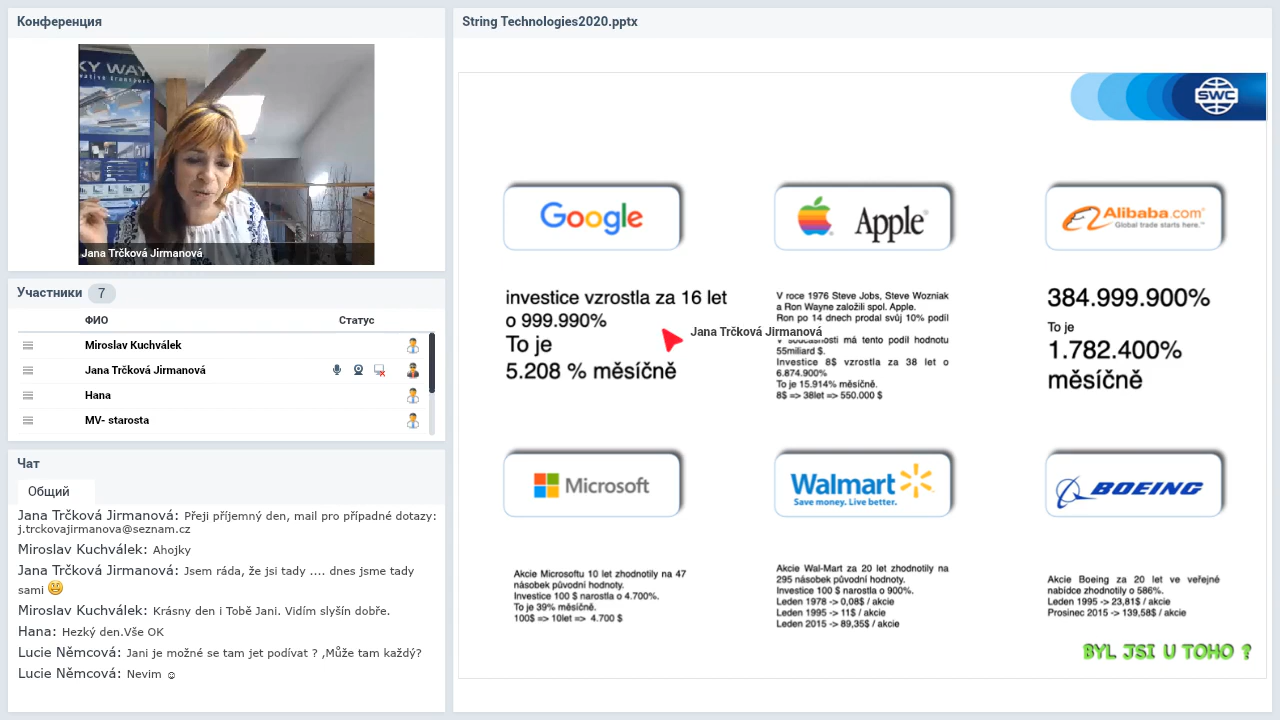 Конференция
KY WAY
Jana Trčková Jirmanová
Участники 7
ФИО Статус
Miroslav Kuchválek
Jana Trčková Jirmanová
Hana
MV- starosta
Чат
Общий
Jana Trčková Jirmanová: Přeji příjemný den, mail pro případné dotazy:
j.trckovajirmanova@seznam.cz
Miroslav Kuchválek: Ahojky
Jana Trčková Jirmanová: Jsem ráda, že jsi tady .... dnes jsme tady
sami
Miroslav Kuchválek: Krásny den i Tobě Jani. Vidím slyšín dobře.
Hana: Hezký den.Vše OK
Lucie Němcová: Jani je možné se tam jet podívat ? ,Může tam každý?
Lucie Němcová: Nevim ☺
String Technologies2020.pptx
SWC
Google
investice vzrostla za 16 let
o 999.990%
To je
5.208 % měsíčně
Apple
V roce 1976 Steve Jobs, Steve Wozniak
a Ron Wayne založili spol. Apple.
Ron po 14 dnech prodal svůj 10% podíl
Jana Trčková Jirmanová
V současnosti má tento podíl hodnotu
55miliard $.
Investice 8$ vzrostla za 38 let o
6.874.900%
To je 15.914% měsíčně.
8$ => 38let => 550.000 $
Alibaba.com
Global trade starts here.™
384.999.900%
To je
1.782.400%
měsíčně
Microsoft
Akcie Microsoftu 10 let zhodnotily na 47
násobek původní hodnoty.
Investice 100 $ narostla o 4.700%.
To je 39% měsíčně.
100$ => 10let => 4.700 $
Walmart
Save money. Live better.
Akcie Wal-Mart za 20 let zhodnotily na
295 násobek původní hodnoty.
Investice 100 $ narostla o 900%.
Leden 1978 -> 0,08$ / akcie
Leden 1995 -> 11$ / akcie
Leden 2015 -> 89,35$ / akcie
BOEING
Akcie Boeing za 20 let ve veřejné
nabídce zhodnotily o 586%.
Leden 1995 -> 23,81$ / akcie
Prosinec 2015 -> 139,58$ / akcie
BYL JSI U TOHO ?